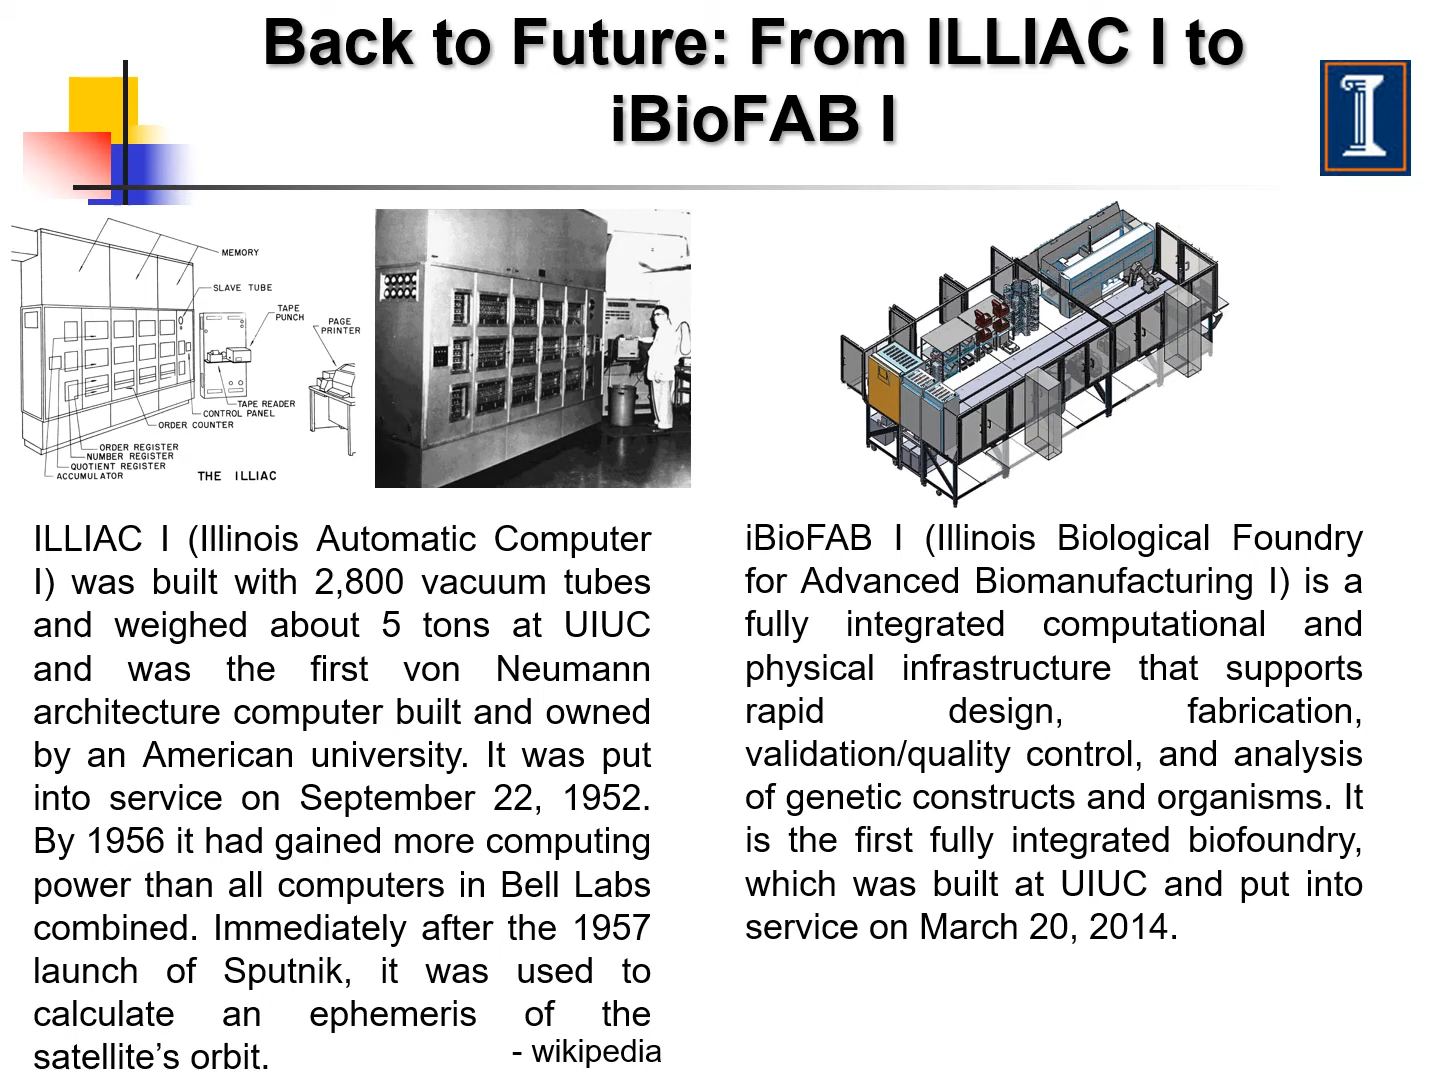 Back to Future: From ILLIAC I to
iBioFAB I
MEMORY
SLAVE TUBE
TAPE
PUNCH
PAGE
PRINTER
TAPE READER
CONTROL PANEL
ORDER COUNTER
ORDER REGISTER
NUMBER REGISTER
QUOTIENT REGISTER
ACCUMULATOR
THE ILLIAC
ILLIAC I (Illinois Automatic Computer
I) was built with 2,800 vacuum tubes
and weighed about 5 tons at UIUC
and was the first von Neumann
architecture computer built and owned
by an American university. It was put
into service on September 22, 1952.
By 1956 it had gained more computing
power than all computers in Bell Labs
combined. Immediately after the 1957
launch of Sputnik, it was used to
calculate an ephemeris of the
satellite’s orbit.
- wikipedia
iBioFAB I (Illinois Biological Foundry
for Advanced Biomanufacturing I) is a
fully integrated computational and
physical infrastructure that supports
rapid design, fabrication,
validation/quality control, and analysis
of genetic constructs and organisms. It
is the first fully integrated biofoundry,
which was built at UIUC and put into
service on March 20, 2014.